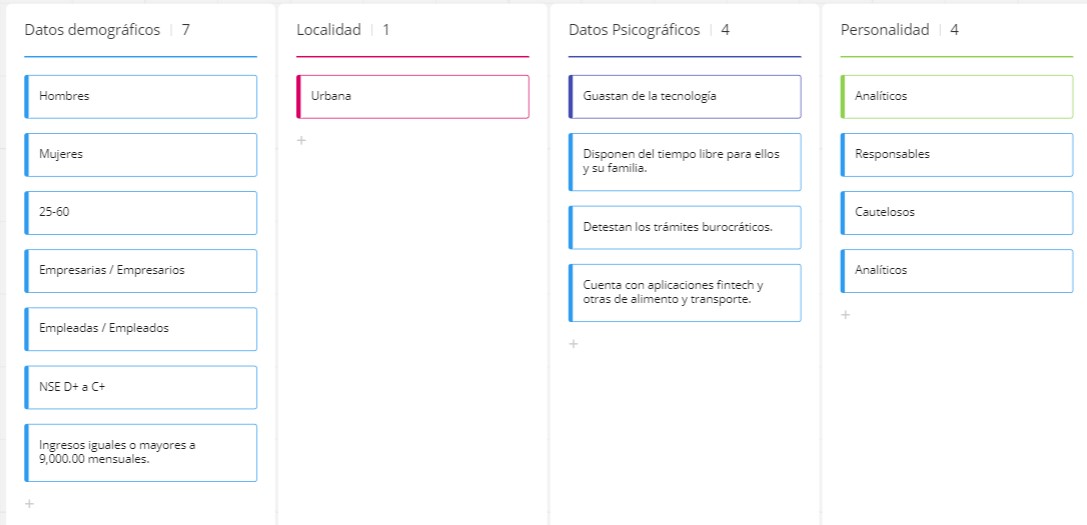 Datos demográficos | 7
Hombres
Mujeres
25-60
Empresarias / Empresarios
Empleadas / Empleados
NSE D+ a C+
Ingresos iguales o mayores a
9,000.00 mensuales.
+
Localidad | 1
Urbana
+
Datos Psicográficos | 4
Guastan de la tecnología
Disponen del tiempo libre para ellos
y su familia.
Detestan los trámites burocráticos.
Cuenta con aplicaciones fintech y
otras de alimento y transporte.
+
Personalidad | 4
Analíticos
Responsables
Cautelosos
Analíticos
+